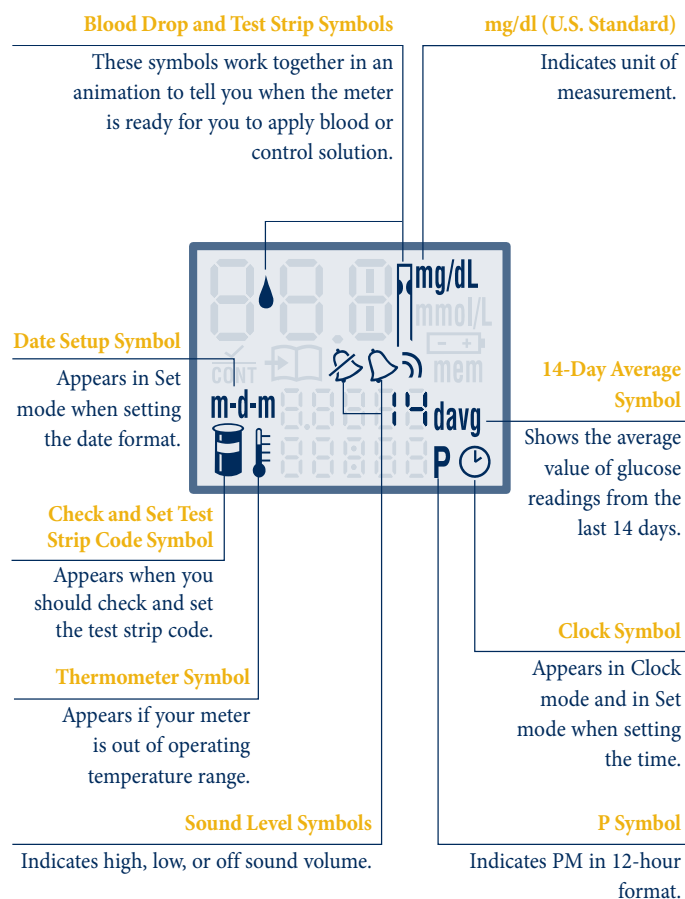 Blood Drop and Test Strip Symbols
These symbols work together in an
animation to tell you when the meter
is ready for you to apply blood or
control solution.
mg/dl (U.S. Standard)
Indicates unit of
measurement.
88.8
mg/dL
mmol/L
CONT
mem
m-d-m
8.8888
14 davg
88:88
P
Date Setup Symbol
Appears in Set
mode when setting
the date format.
14-Day Average
Symbol
Shows the average
value of glucose
readings from the
last 14 days.
Check and Set Test
Strip Code Symbol
Appears when you
should check and set
the test strip code.
Clock Symbol
Appears in Clock
mode and in Set
mode when setting
the time.
Thermometer Symbol
Appears if your meter
is out of operating
temperature range.
Sound Level Symbols
Indicates high, low, or off sound volume.
P Symbol
Indicates PM in 12-hour
format.